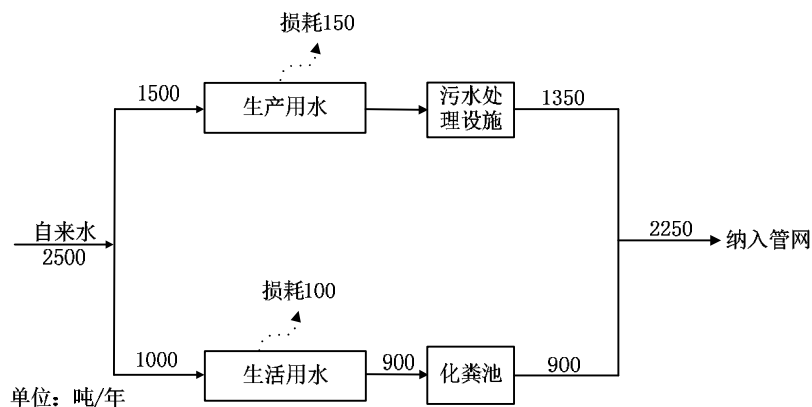 损耗150
1500
生产用水
污水处
理设施
1350
自来水
2500
2250
纳入管网
损耗100
1000
生活用水
900
化粪池
900
单位：吨/年